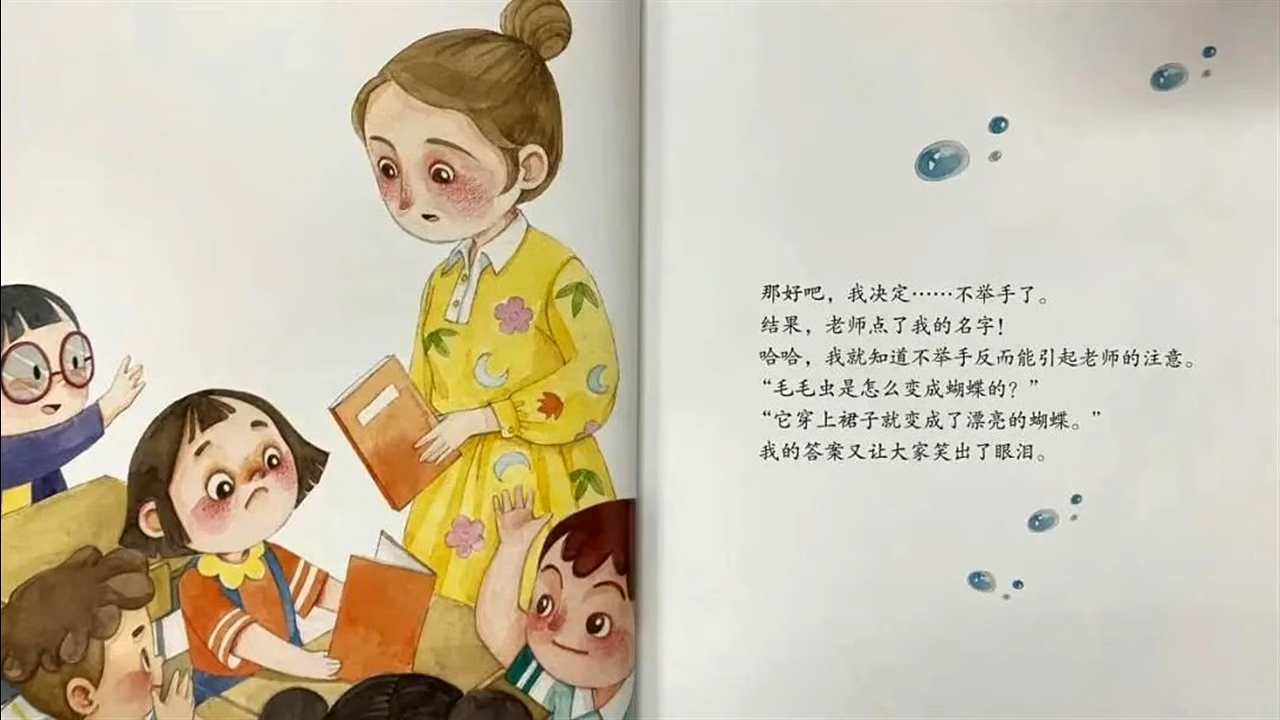 那好吧，我决定……不举手了。
结果，老师点了我的名字！
哈哈，我就知道不举手反而能引起老师的注意。
“毛毛虫是怎么变成蝴蝶的？”
“它穿上裙子就变成了漂亮的蝴蝶。”
我的答案又让大家笑出了眼泪。